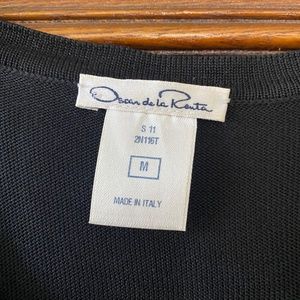 Oscar de la Renta
S 11
2N116T
M
MADE IN ITALY